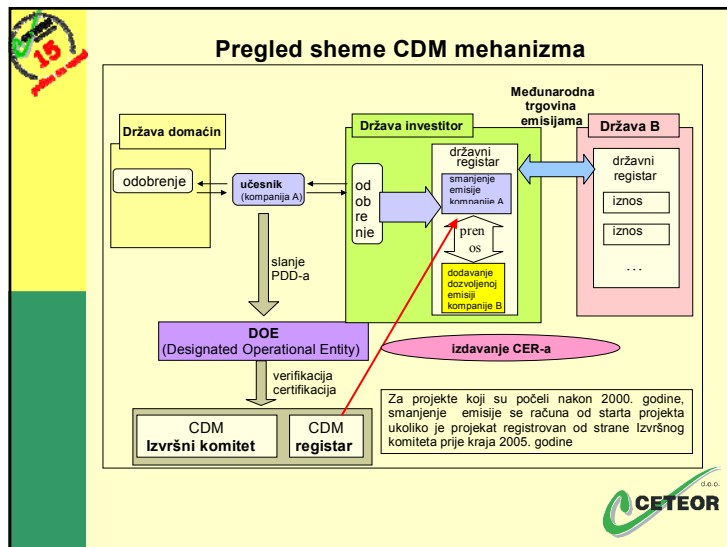 15
Pregled sheme CDM mehanizma
Međunarodna
trgovina
emisijama
Država domaćin
Država investitor
Država B
odobrenje
učesnik
(kompanija A)
od
ob
re
nje
državni
registar
smanjenje
emisije
kompanije A
pren
os
dodavanje
dozvoljenoj
emisiji
kompanije B
državni
registar
iznos
iznos
...
slanje
PDD-a
DOE
(Designated Operational Entity)
izdavanje CER-a
verifikacija
certifikacija
CDM
Izvršni komitet
CDM
registar
Za projekte koji su počeli nakon 2000. godine,
smanjenje emisije se računa od starta projekta
ukoliko je projekat registrovan od strane Izvršnog
komiteta prije kraja 2005. godine
d.o.o.
CETEOR